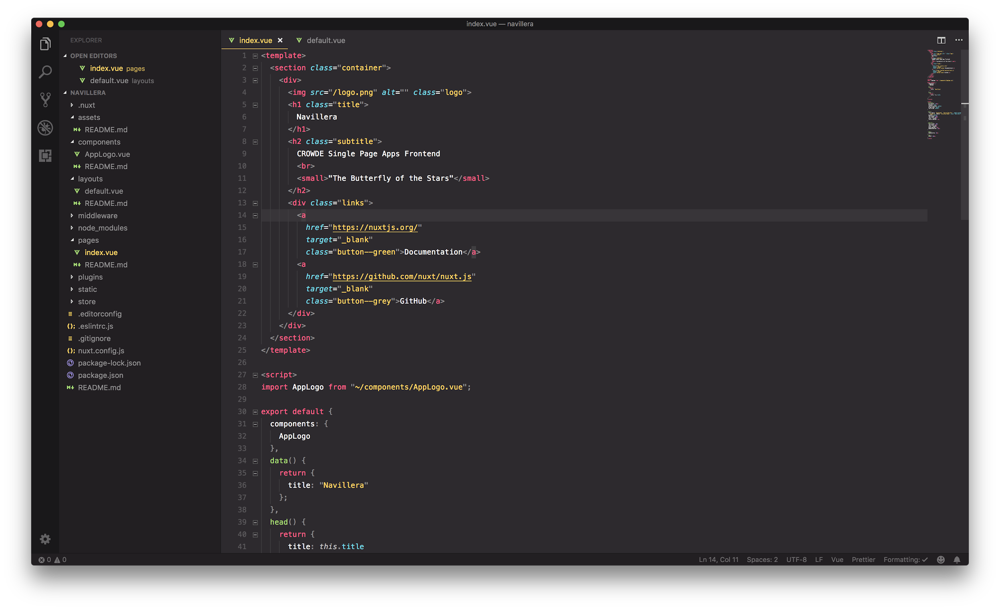 index.vue — navillera
EXPLORER
OPEN EDITORS
index.vue pages
default.vue layouts
NAVILLERA
.nuxt
assets
README.md
components
AppLogo.vue
README.md
layouts
default.vue
README.md
middleware
node_modules
pages
index.vue
README.md
plugins
static
store
.editorconfig
.eslintrc.js
.gitignore
nuxt.config.js
package-lock.json
package.json
README.md
index.vue default.vue
1 <template>
2 <section class="container">
3 <div>
4 <img src="/logo.png" alt="" class="logo">
5 <h1 class="title">
6 Navillera
7 </h1>
8 <h2 class="subtitle">
9 CROWDE Single Page Apps Frontend
10 <br>
11 <small>"The Butterfly of the Stars"</small>
12 </h2>
13 <div class="links">
14 <a
15 href="https://nuxtjs.org/"
16 target="_blank"
17 class="button--green">Documentation</a>
18 <a
19 href="https://github.com/nuxt/nuxt.js"
20 target="_blank"
21 class="button--grey">GitHub</a>
22 </div>
23 </div>
24 </section>
25 </template>
26
27 <script>
28 import AppLogo from "~/components/AppLogo.vue";
29
30 export default {
31 components: {
32 AppLogo
33 },
34 data() {
35 return {
36 title: "Navillera"
37 };
38 },
39 head() {
40 return {
41 title: this.title
0 0 Ln 14, Col 11 Spaces: 2 UTF-8 LF Vue Prettier Formatting: ✓